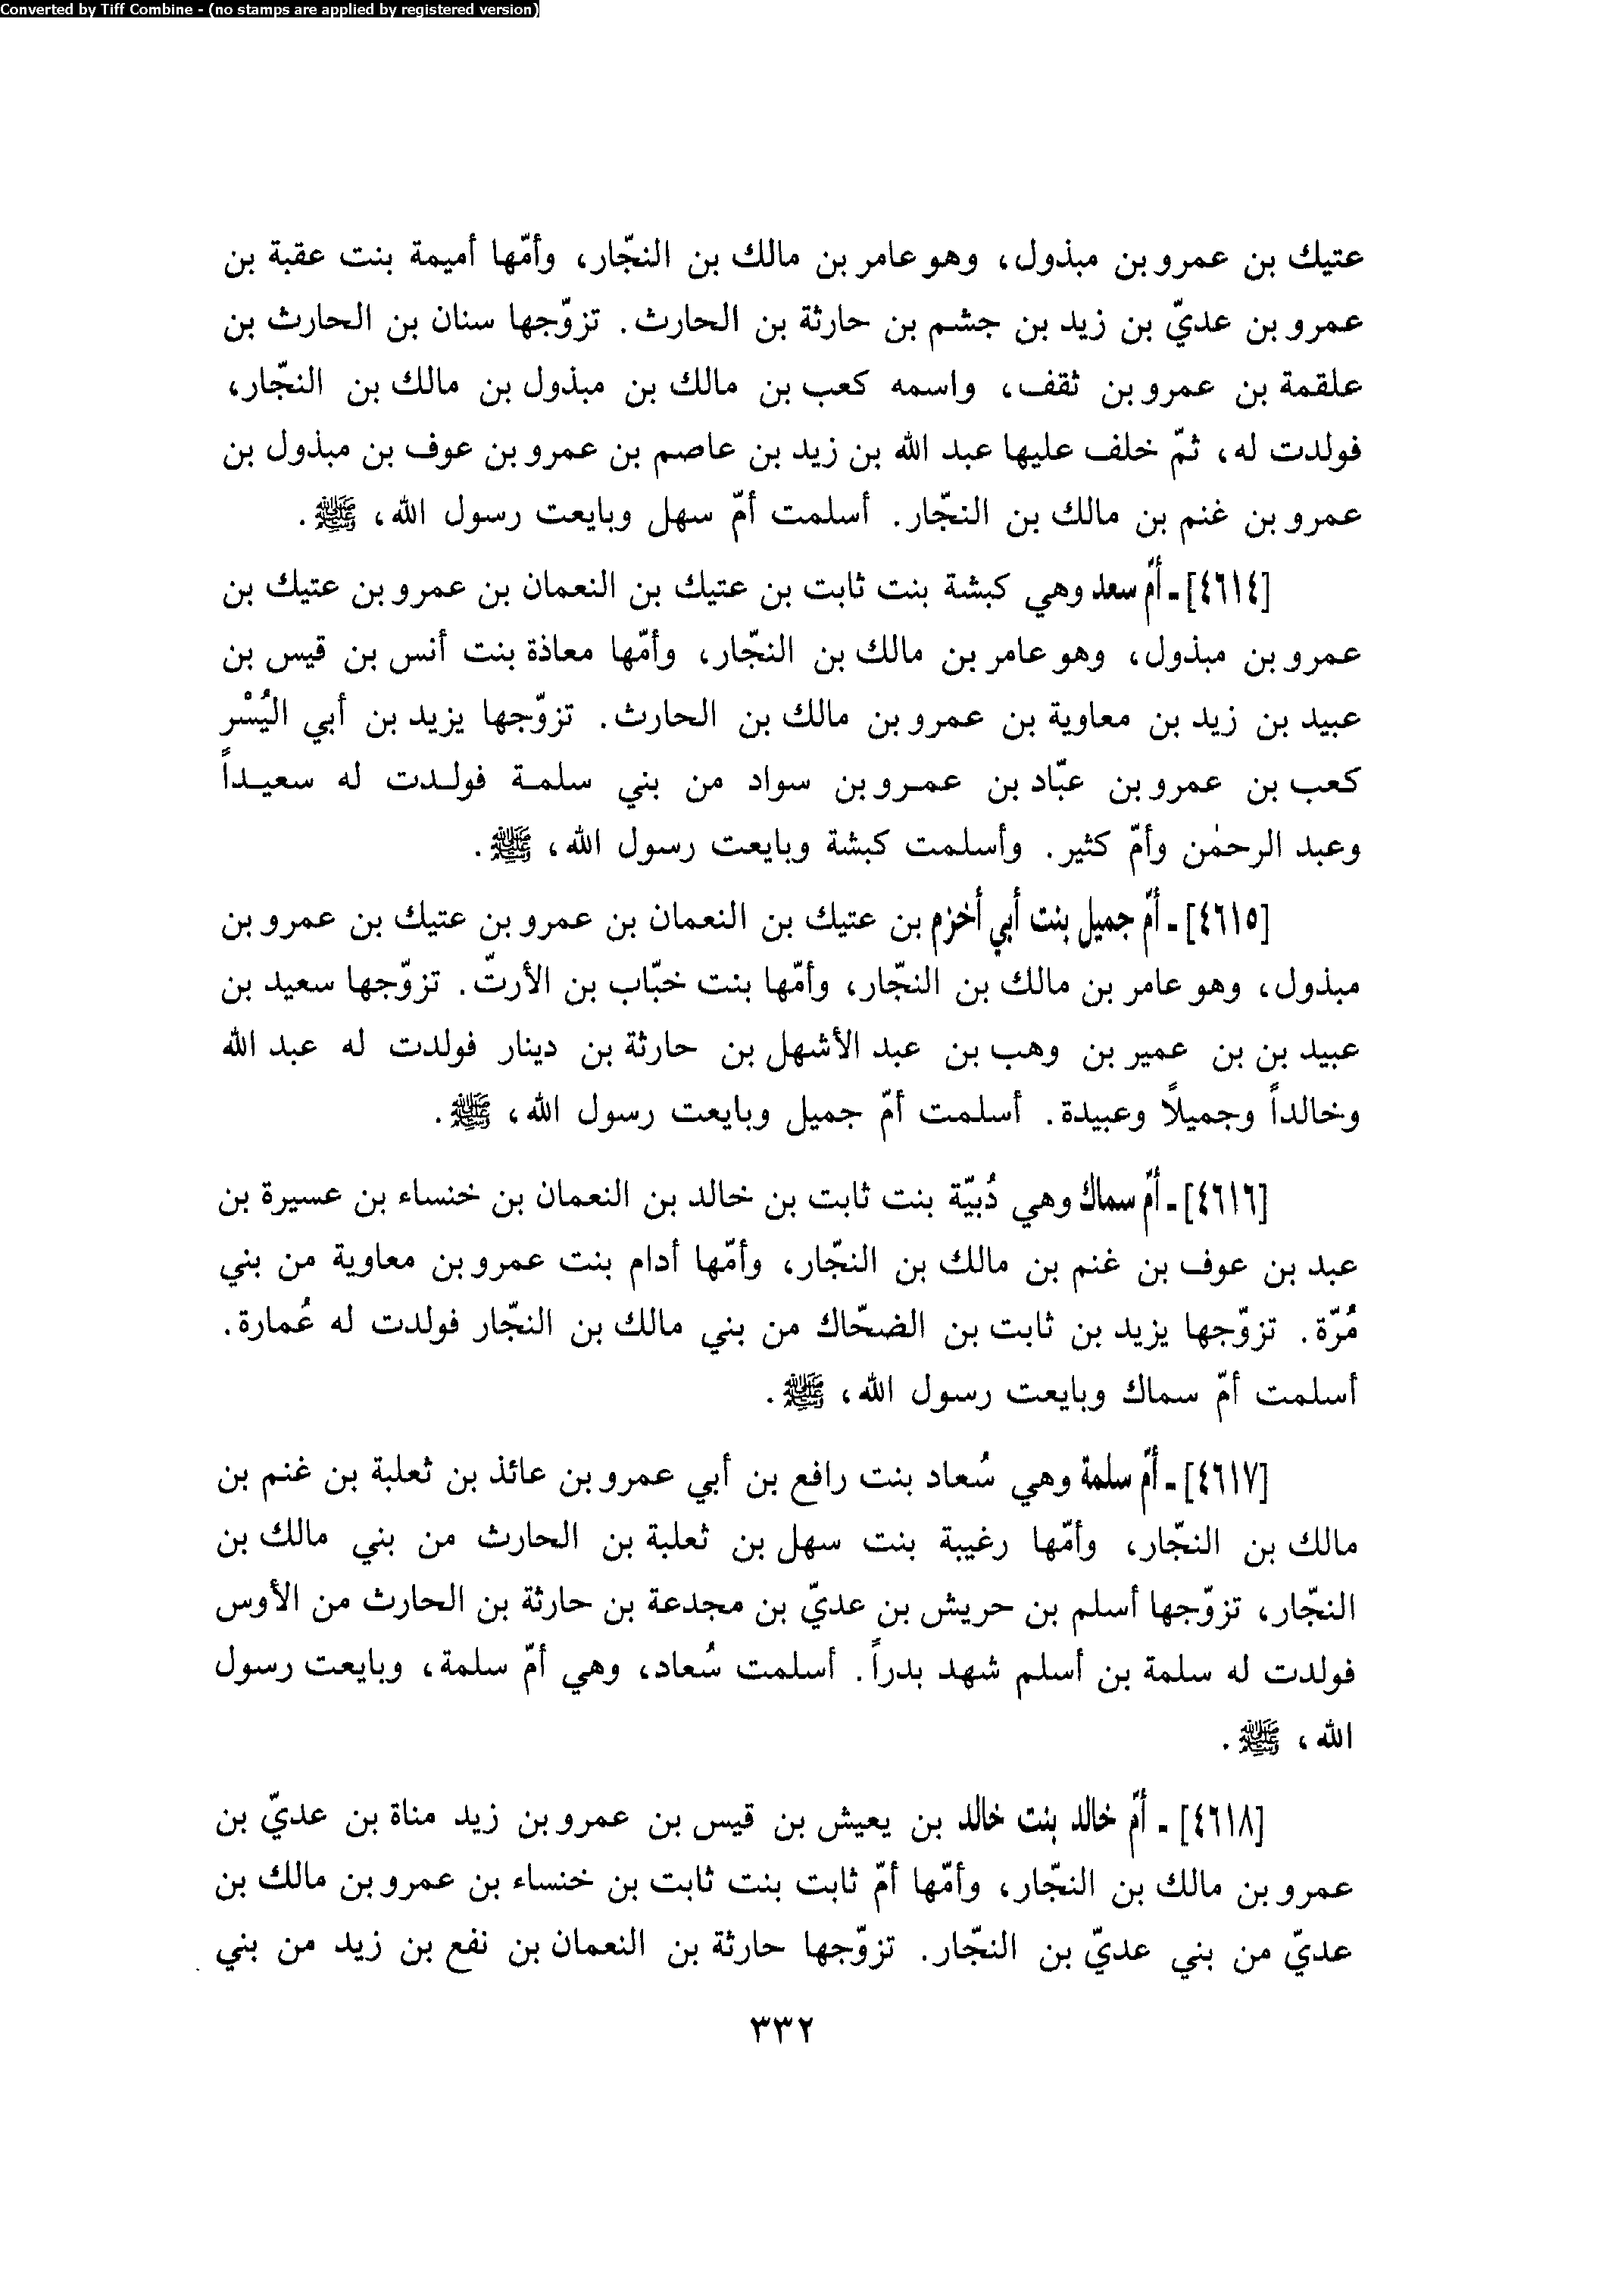 Converted by Tiff Combine - (no stamps are applied by registered version)
عتيك بن عمرو بن مبذول، وهو عامر بن مالك بن النجّار، وأمّها أميمة بنت عقبة بن
عمرو بن عديّ بن زيد بن جشم بن حارثة بن الحارث. تزوّجها سنان بن الحارث بن
علقمة بن عمرو بن ثقف، واسمه كعب بن مالك بن مبذول بن مالك بن النجّار،
فولدت له، ثمّ خلف عليها عبد الله بن زيد بن عاصم بن عمرو بن عوف بن مبذول بن
عمرو بن غنم بن مالك بن النجّار. أسلمت أمّ سهل وبايعت رسول الله، ﷺ.
[٤٦١٤] - أمّ سعد وهي كبشة بنت ثابت بن عتيك بن النعمان بن عمرو بن عتيك بن
عمرو بن مبذول، وهو عامر بن مالك بن النجّار، وأمّها معاذة بنت أنس بن قيس بن
عبيد بن زيد بن معاوية بن عمرو بن مالك بن الحارث. تزوّجها يزيد بن أبي اليُسْر
كعب بن عمرو بن عبّاد بن عمرو بن سواد من بني سلمة فولدت له سعيداً
وعبد الرحمٰن وأمّ كثير. وأسلمت كبشة وبايعت رسول الله، ﷺ.
[٤٦١٥] - أمّ جميل بنت أبي أخزم بن عتيك بن النعمان بن عمرو بن عتيك بن عمرو بن
مبذول، وهو عامر بن مالك بن النجّار، وأمّها بنت خبّاب بن الأرتّ. تزوّجها سعيد بن
عبيد بن بن عمير بن وهب بن عبد الأشهل بن حارثة بن دينار فولدت له عبد الله
وخالداً وجميلاً وعبيدة. أسلمت أمّ جميل وبايعت رسول الله، ﷺ.
[٤٦١٦] - أمّ سماك وهي دُبيّة بنت ثابت بن خالد بن النعمان بن خنساء بن عسيرة بن
عبد بن عوف بن غنم بن مالك بن النجّار، وأمّها أدام بنت عمرو بن معاوية من بني
مُرّة. تزوّجها يزيد بن ثابت بن الضحّاك من بني مالك بن النجّار فولدت له عُمارة.
أسلمت أمّ سماك وبايعت رسول الله، ﷺ.
[٤٦١٧] - أمّ سلمة وهي سُعاد بنت رافع بن أبي عمرو بن عائذ بن ثعلبة بن غنم بن
مالك بن النجّار، وأمّها رغيبة بنت سهل بن ثعلبة بن الحارث من بني مالك بن
النجّار، تزوّجها أسلم بن حريش بن عديّ بن مجدعة بن حارثة بن الحارث من الأوس
فولدت له سلمة بن أسلم شهد بدراً. أسلمت سُعاد، وهي أمّ سلمة، وبايعت رسول
الله، ﷺ.
[٤٦١٨] - أمّ خالد بنت خالد بن يعيش بن قيس بن عمرو بن زيد مناة بن عديّ بن
عمرو بن مالك بن النجّار، وأمّها أمّ ثابت بنت ثابت بن خنساء بن عمرو بن مالك بن
عديّ من بني عديّ بن النجّار. تزوّجها حارثة بن النعمان بن نفع بن زيد من بني
٣٣٢